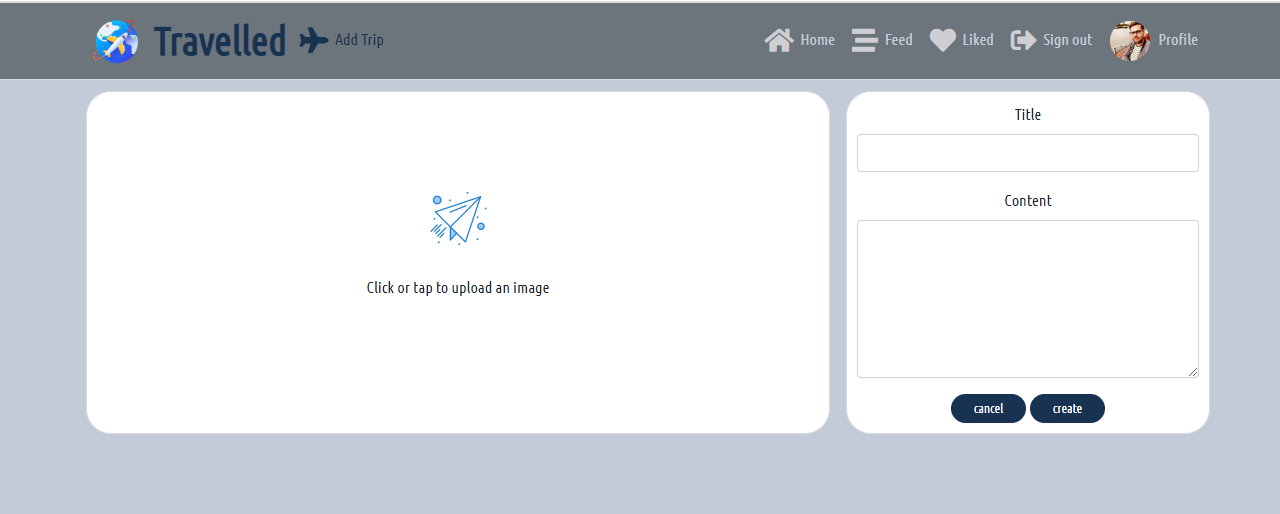 Travelled Add Trip Home Feed Liked Sign out Profile
Title
Content
Click or tap to upload an image
cancel create